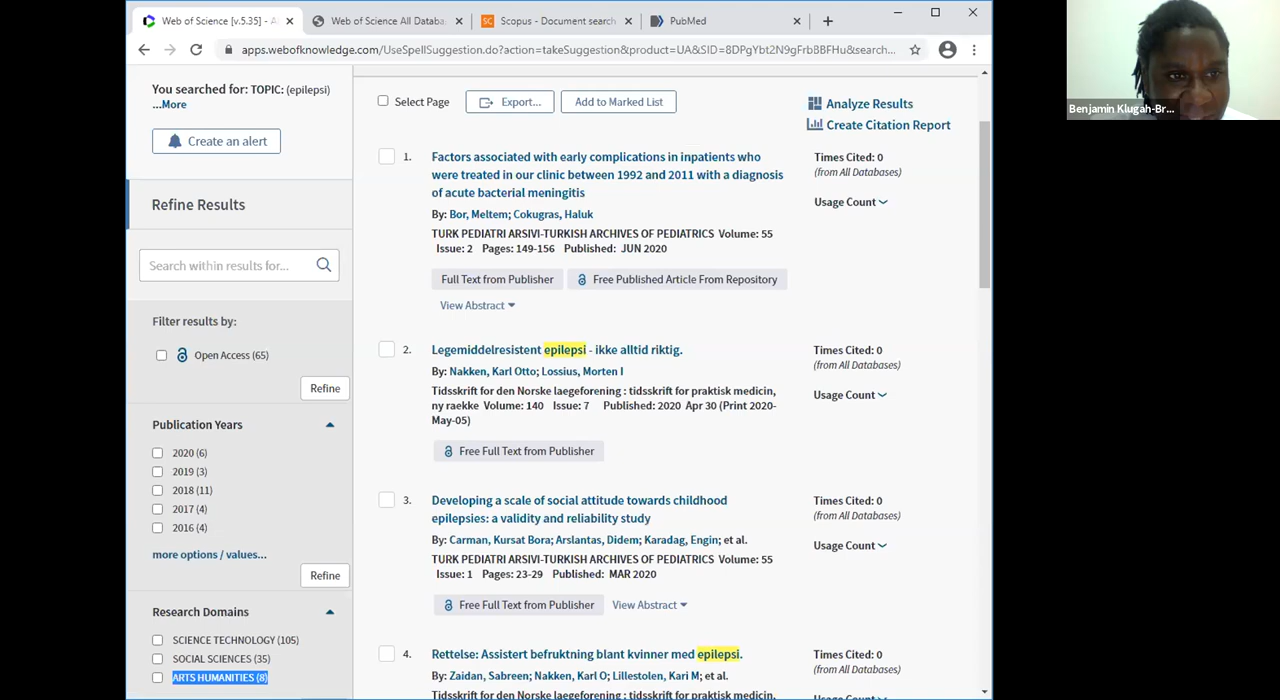 Web of Science [v.5.35] - A
Web of Science All Databa
Scopus - Document search
PubMed
apps.webofknowledge.com/UseSpellSuggestion.do?action=takeSuggestion&product=UA&SID=8DPgYbt2N9gFrbBBFHu&search...
You searched for: TOPIC: (epilepsi)
...More
Create an alert
Refine Results
Search within results for...
Filter results by:
Open Access (65)
Refine
Publication Years
2020 (6)
2019 (3)
2018 (11)
2017 (4)
2016 (4)
more options / values...
Refine
Research Domains
SCIENCE TECHNOLOGY (105)
SOCIAL SCIENCES (35)
ARTS HUMANITIES (8)
Select Page
Export...
Add to Marked List
Analyze Results
Create Citation Report
1.
Factors associated with early complications in inpatients who
were treated in our clinic between 1992 and 2011 with a diagnosis
of acute bacterial meningitis
By: Bor, Meltem; Cokugras, Haluk
TURK PEDIATRI ARSIVI-TURKISH ARCHIVES OF PEDIATRICS Volume: 55
Issue: 2 Pages: 149-156 Published: JUN 2020
Full Text from Publisher
Free Published Article From Repository
View Abstract
Times Cited: 0
(from All Databases)
Usage Count
2.
Legemiddelresistent epilepsi - ikke alltid riktig.
By: Nakken, Karl Otto; Lossius, Morten I
Tidsskrift for den Norske laegeforening : tidsskrift for praktisk medicin,
ny raekke Volume: 140 Issue: 7 Published: 2020 Apr 30 (Print 2020-
May-05)
Free Full Text from Publisher
Times Cited: 0
(from All Databases)
Usage Count
3.
Developing a scale of social attitude towards childhood
epilepsies: a validity and reliability study
By: Carman, Kursat Bora; Arslantas, Didem; Karadag, Engin; et al.
TURK PEDIATRI ARSIVI-TURKISH ARCHIVES OF PEDIATRICS Volume: 55
Issue: 1 Pages: 23-29 Published: MAR 2020
Free Full Text from Publisher
View Abstract
Times Cited: 0
(from All Databases)
Usage Count
4.
Rettelse: Assistert befruktning blant kvinner med epilepsi.
By: Zaidan, Sabreen; Nakken, Karl O; Lillestolen, Kari M; et al.
Tidsskrift for den Norske laegeforening : tidsskrift for praktisk medicin,
Times Cited: 0
(from All Databases)
Usage Count
Benjamin Klugah-Br...